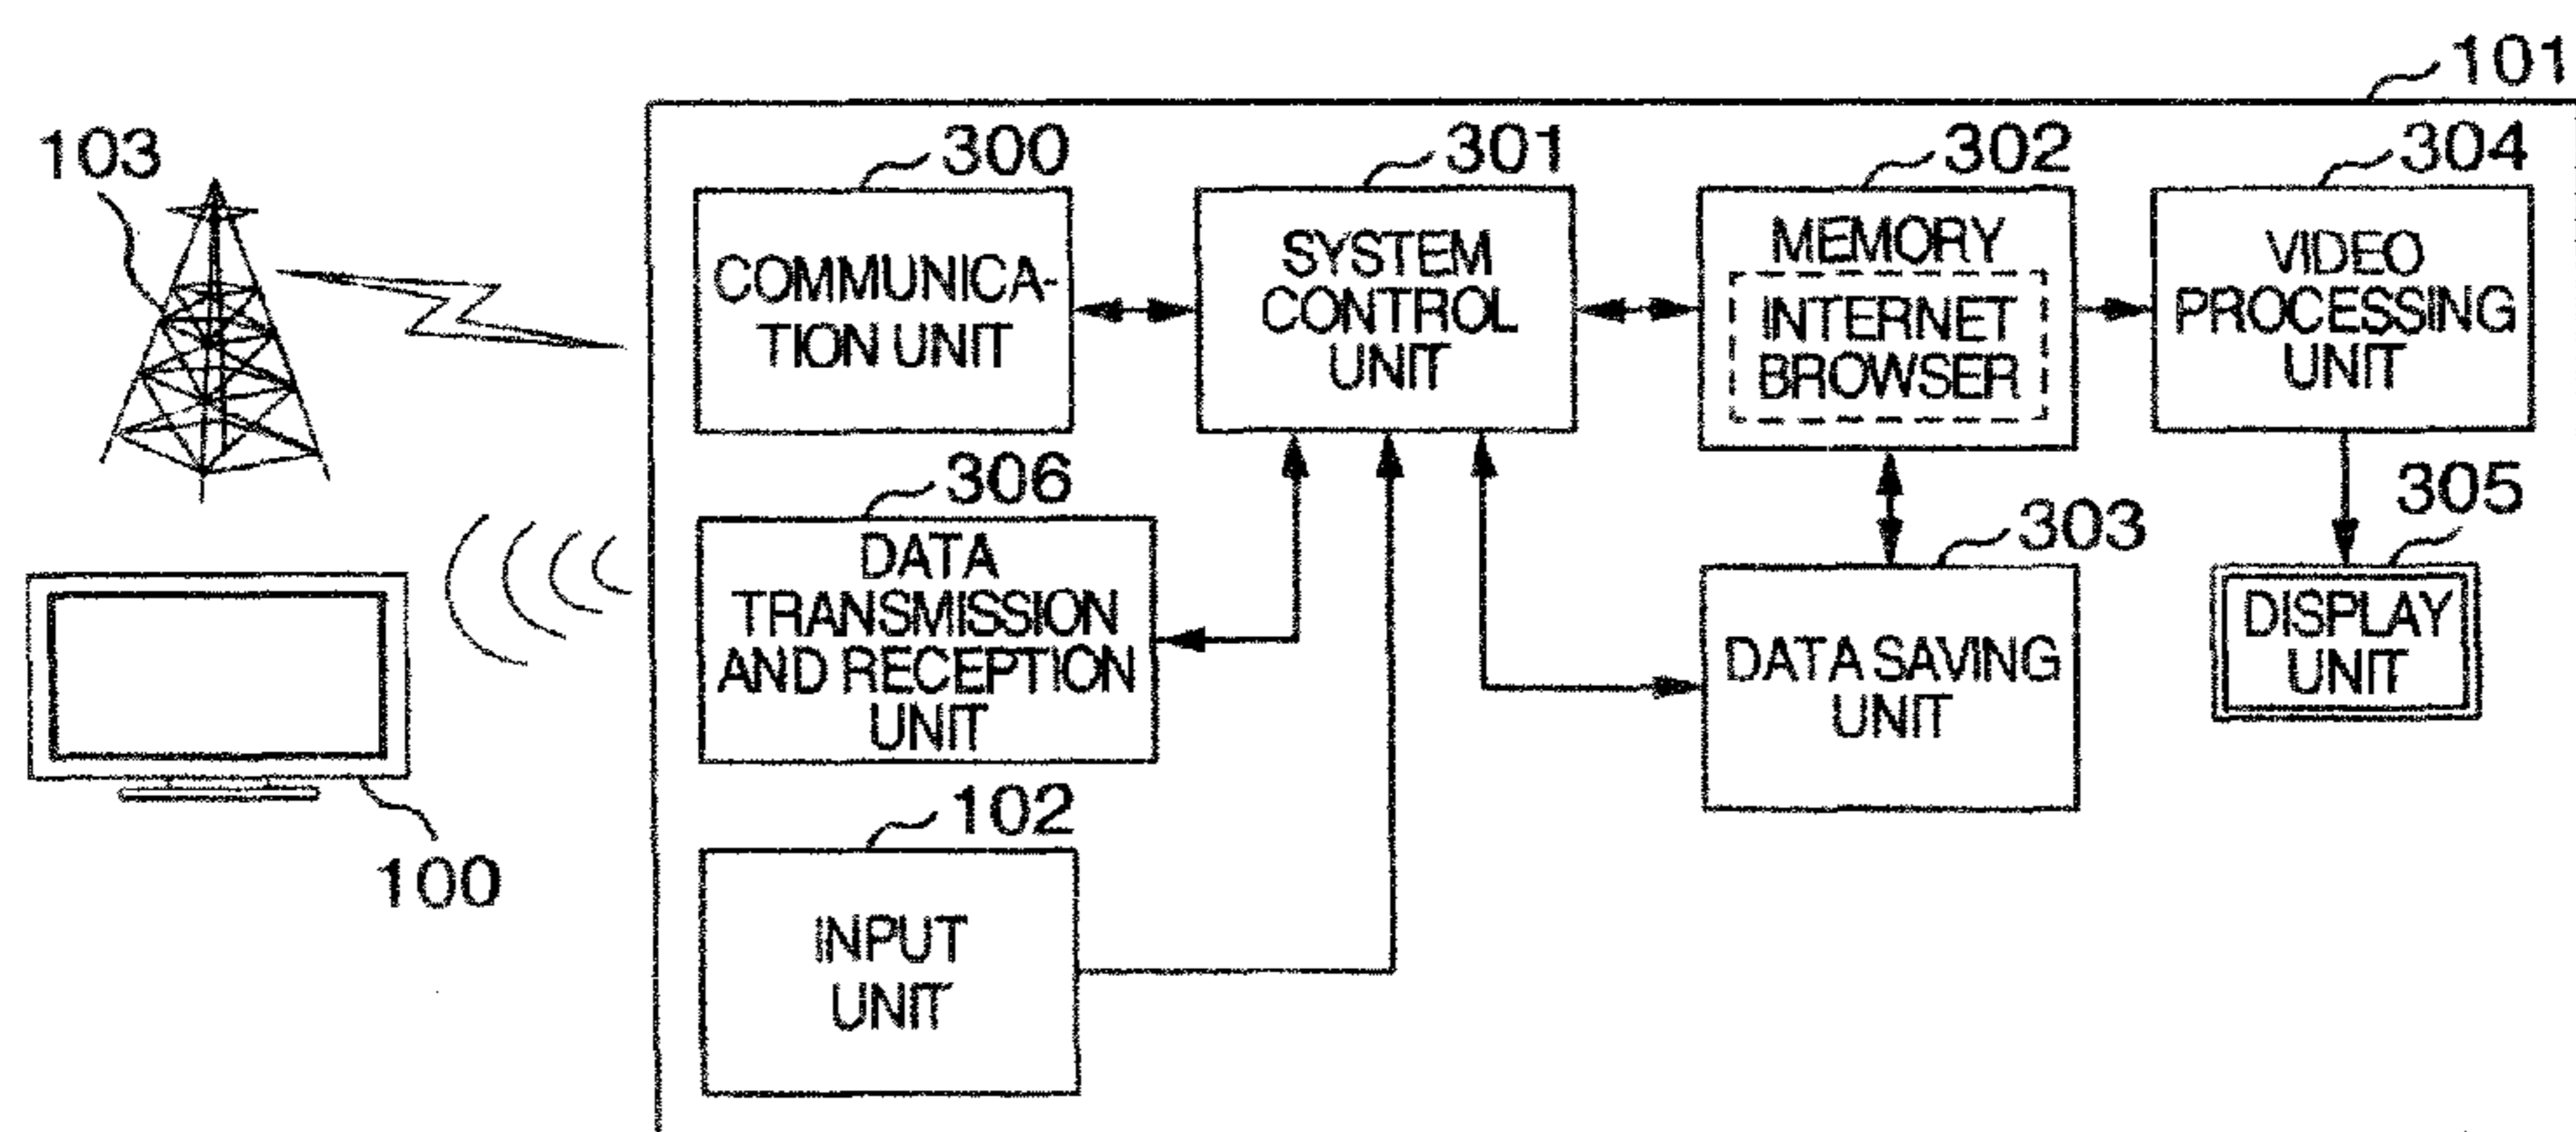 101
103
300
301
302
304
COMMUNICA-
TION UNIT
SYSTEM
CONTROL
UNIT
MEMORY
INTERNET
BROWSER
VIDEO
PROCESSING
UNIT
306
DATA
TRANSMISSION
AND RECEPTION
UNIT
303
DATA SAVING
UNIT
305
DISPLAY
UNIT
100
102
INPUT
UNIT